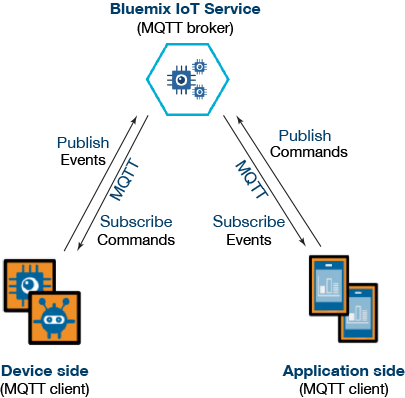 Bluemix IoT Service
(MQTT broker)
Publish
Events
MQTT
Subscribe
Commands
Publish
Commands
MQTT
Subscribe
Events
Device side
(MQTT client)
Application side
(MQTT client)